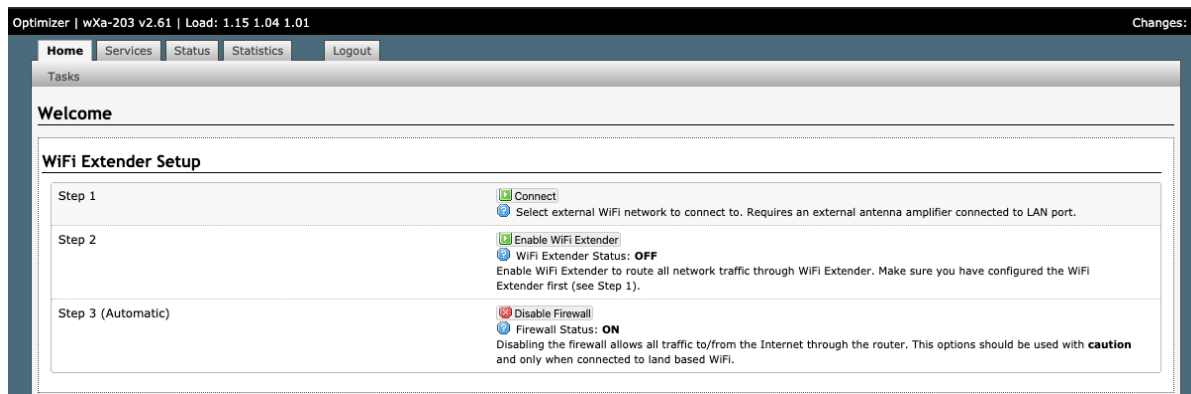 Optimizer | wXa-203 v2.61 | Load: 1.15 1.04 1.01 Changes:
Home Services Status Statistics Logout
Tasks
Welcome
WiFi Extender Setup
Step 1 Connect
Select external WiFi network to connect to. Requires an external antenna amplifier connected to LAN port.
Step 2 Enable WiFi Extender
WiFi Extender Status: OFF
Enable WiFi Extender to route all network traffic through WiFi Extender. Make sure you have configured the WiFi
Extender first (see Step 1).
Step 3 (Automatic) Disable Firewall
Firewall Status: ON
Disabling the firewall allows all traffic to/from the Internet through the router. This options should be used with caution
and only when connected to land based WiFi.